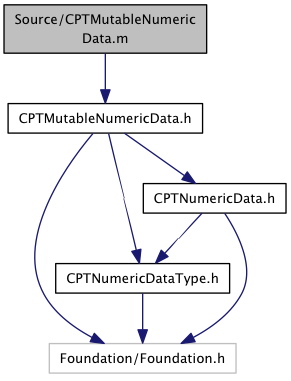 Source/CPTMutableNumeric
Data.m
CPTMutableNumericData.h
CPTNumericData.h
CPTNumericDataType.h
Foundation/Foundation.h